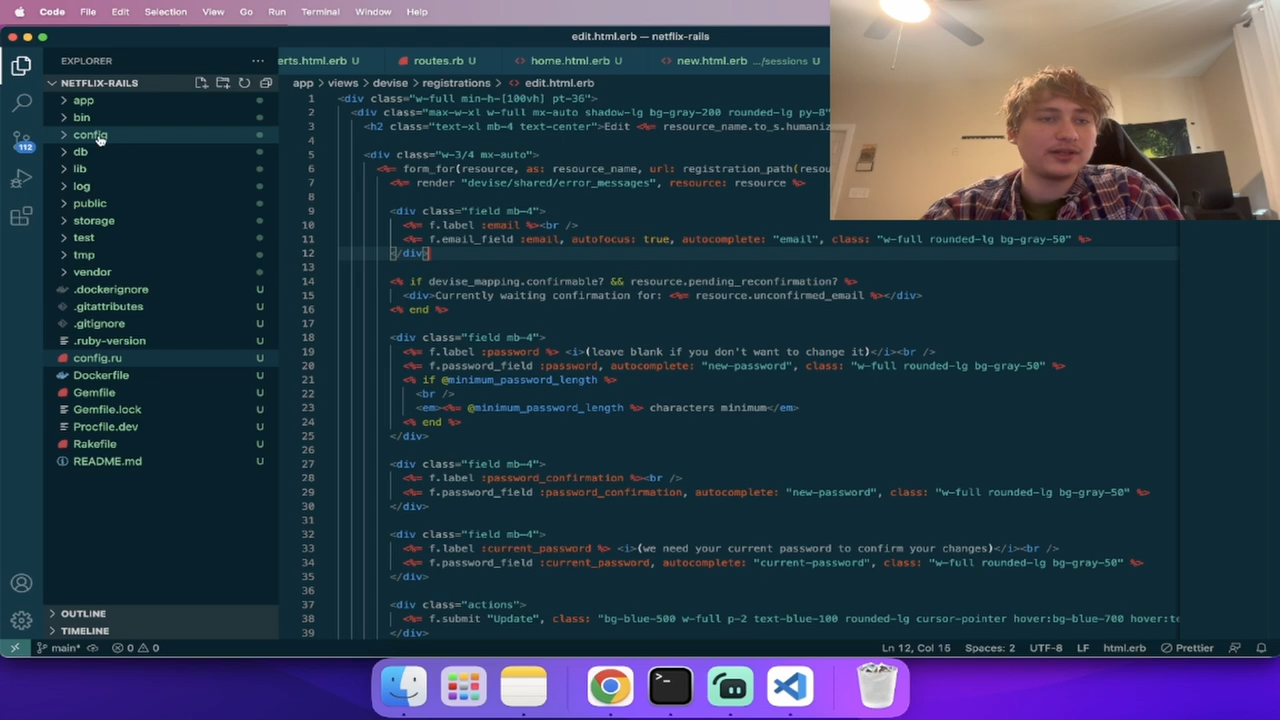 Code File Edit Selection View Go Run Terminal Window Help
edit.html.erb — netflix-rails
EXPLORER
erts.html.erb U routes.rb U home.html.erb U new.html.erb .../sessions U
NETFLIX-RAILS
app > views > devise > registrations > edit.html.erb
app
bin
config
db
lib
log
public
storage
test
tmp
vendor
.dockerignore U
.gitattributes U
.gitignore U
.ruby-version U
config.ru U
Dockerfile U
Gemfile U
Gemfile.lock U
Procfile.dev U
Rakefile U
README.md U
OUTLINE
TIMELINE
112
1 <div class="w-full min-h-[100vh] pt-36">
2 <div class="max-w-xl w-full mx-auto shadow-lg bg-gray-200 rounded-lg py-8"
3 <h2 class="text-xl mb-4 text-center">Edit <%= resource_name.to_s.humaniz
4
5 <div class="w-3/4 mx-auto">
6 <%= form_for(resource, as: resource_name, url: registration_path(resou
7 <%= render "devise/shared/error_messages", resource: resource %>
8
9 <div class="field mb-4">
10 <%= f.label :email %><br />
11 <%= f.email_field :email, autofocus: true, autocomplete: "email", class: "w-full rounded-lg bg-gray-50" %>
12 </div>
13
14 <% if devise_mapping.confirmable? && resource.pending_reconfirmation? %>
15 <div>Currently waiting confirmation for: <%= resource.unconfirmed_email %></div>
16 <% end %>
17
18 <div class="field mb-4">
19 <%= f.label :password %> <i>(leave blank if you don't want to change it)</i><br />
20 <%= f.password_field :password, autocomplete: "new-password", class: "w-full rounded-lg bg-gray-50" %>
21 <% if @minimum_password_length %>
22 <br />
23 <em><%= @minimum_password_length %> characters minimum</em>
24 <% end %>
25 </div>
26
27 <div class="field mb-4">
28 <%= f.label :password_confirmation %><br />
29 <%= f.password_field :password_confirmation, autocomplete: "new-password", class: "w-full rounded-lg bg-gray-50" %>
30 </div>
31
32 <div class="field mb-4">
33 <%= f.label :current_password %> <i>(we need your current password to confirm your changes)</i><br />
34 <%= f.password_field :current_password, autocomplete: "current-password", class: "w-full rounded-lg bg-gray-50" %>
35 </div>
36
37 <div class="actions">
38 <%= f.submit "Update", class: "bg-blue-500 w-full p-2 text-blue-100 rounded-lg cursor-pointer hover:bg-blue-700 hover:te
39 </div>
main* 0 0 Ln 12, Col 15 Spaces: 2 UTF-8 LF html.erb Prettier